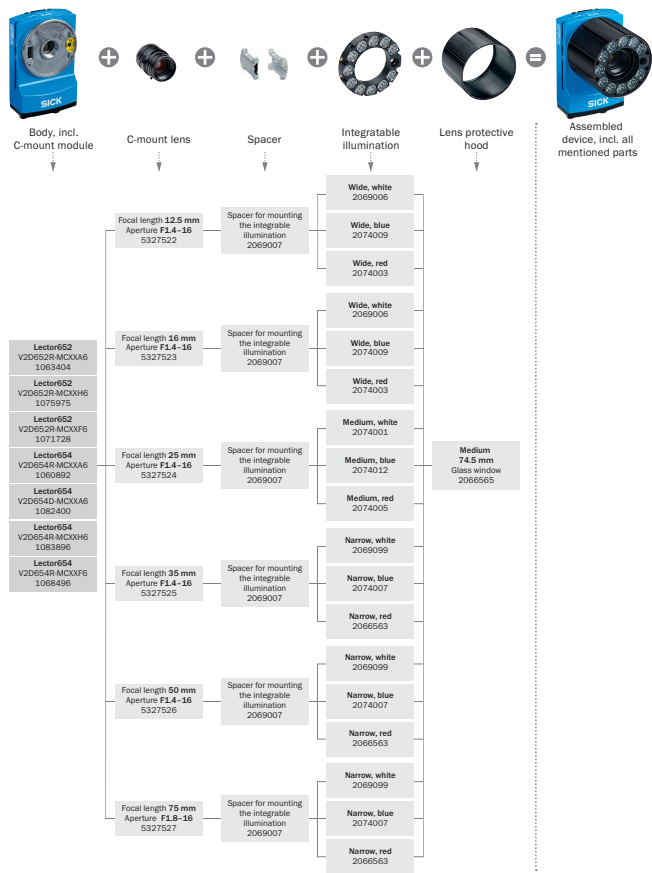 SICK
SICK
Body, incl.
C-mount module
C-mount lens
Spacer
Integratable
illumination
Lens protective
hood
Assembled
device, incl. all
mentioned parts
Lector652
V2D652R-MCXXA6
1063404
Lector652
V2D652R-MCXXH6
1075975
Lector652
V2D652R-MCXXF6
1071728
Lector654
V2D654R-MCXXA6
1060892
Lector654
V2D654D-MCXXA6
1082400
Lector654
V2D654R-MCXXH6
1083896
Lector654
V2D654R-MCXXF6
1068496
Focal length 12.5 mm
Aperture F1.4–16
5327522
Spacer for mounting
the integrable
illumination
2069007
Wide, white
2069006
Wide, blue
2074009
Wide, red
2074003
Focal length 16 mm
Aperture F1.4–16
5327523
Spacer for mounting
the integrable
illumination
2069007
Wide, white
2069006
Wide, blue
2074009
Wide, red
2074003
Focal length 25 mm
Aperture F1.4–16
5327524
Spacer for mounting
the integrable
illumination
2069007
Medium, white
2074001
Medium, blue
2074012
Medium, red
2074005
Focal length 35 mm
Aperture F1.4–16
5327525
Spacer for mounting
the integrable
illumination
2069007
Narrow, white
2069099
Narrow, blue
2074007
Narrow, red
2066563
Focal length 50 mm
Aperture F1.4–16
5327526
Spacer for mounting
the integrable
illumination
2069007
Narrow, white
2069099
Narrow, blue
2074007
Narrow, red
2066563
Focal length 75 mm
Aperture F1.8–16
5327527
Spacer for mounting
the integrable
illumination
2069007
Narrow, white
2069099
Narrow, blue
2074007
Narrow, red
2066563
Medium
74.5 mm
Glass window
2066565